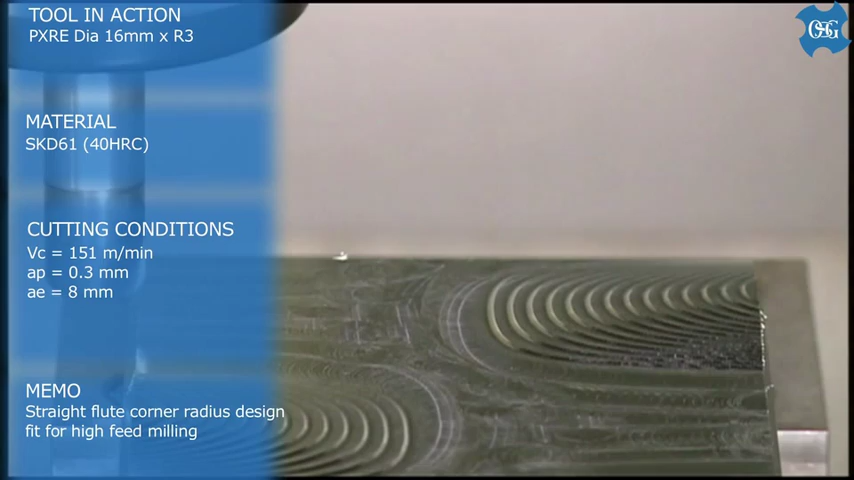 TOOL IN ACTION
PXRE Dia 16mm x R3
OSG
MATERIAL
SKD61 (40HRC)
CUTTING CONDITIONS
Vc = 151 m/min
ap = 0.3 mm
ae = 8 mm
MEMO
Straight flute corner radius design
fit for high feed milling